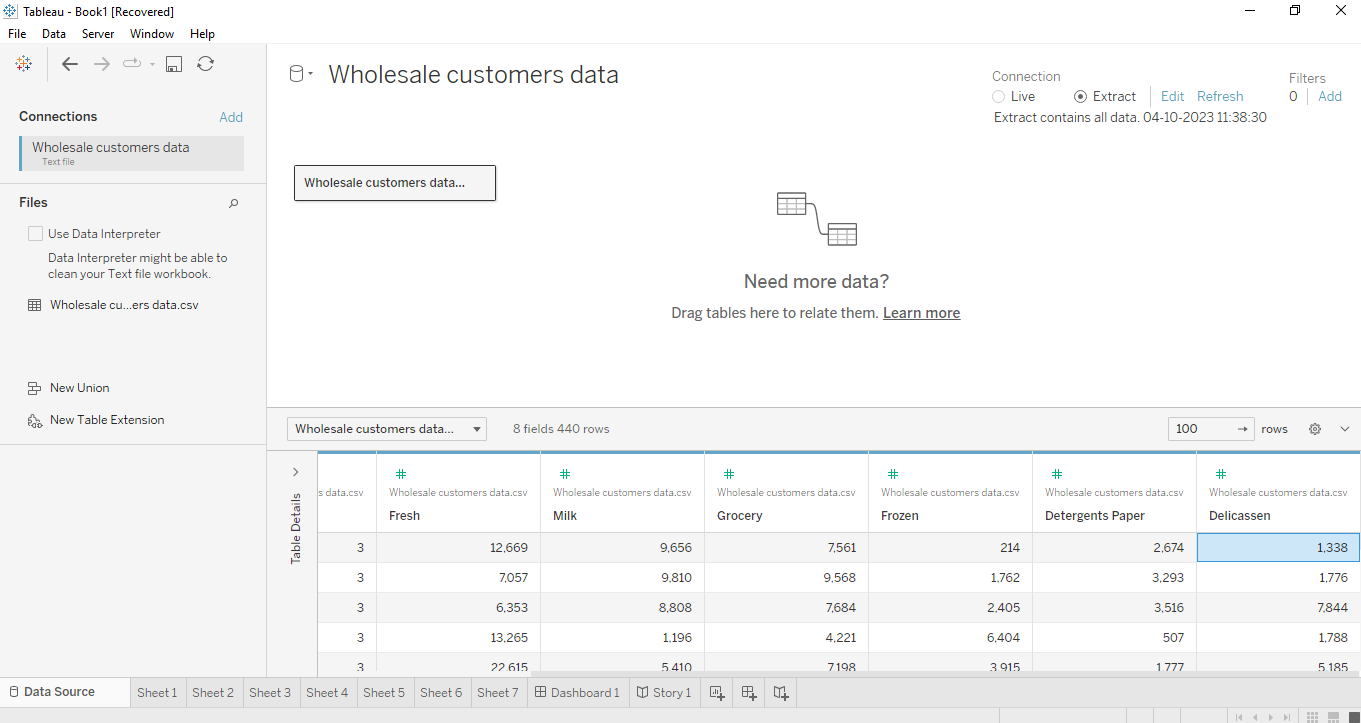 Tableau - Book1 [Recovered]
File Data Server Window Help
Connections Add
Wholesale customers data
Text file
Files
Use Data Interpreter
Data Interpreter might be able to
clean your Text file workbook.
Wholesale cu...ers data.csv
New Union
New Table Extension
Wholesale customers data
Connection
Live Extract Edit Refresh
Extract contains all data. 04-10-2023 11:38:30
Filters
0 Add
Wholesale customers data...
Need more data?
Drag tables here to relate them. Learn more
Wholesale customers data... 8 fields 440 rows 100 rows
Table Details
s data.csv Wholesale customers data.csv Wholesale customers data.csv Wholesale customers data.csv Wholesale customers data.csv Wholesale customers data.csv Wholesale customers data.csv
Fresh Milk Grocery Frozen Detergents Paper Delicassen
3 12,669 9,656 7,561 214 2,674 1,338
3 7,057 9,810 9,568 1,762 3,293 1,776
3 6,353 8,808 7,684 2,405 3,516 7,844
3 13,265 1,196 4,221 6,404 507 1,788
3 22,615 5,410 7,198 3,915 1,777 5,185
Data Source Sheet 1 Sheet 2 Sheet 3 Sheet 4 Sheet 5 Sheet 6 Sheet 7 Dashboard 1 Story 1